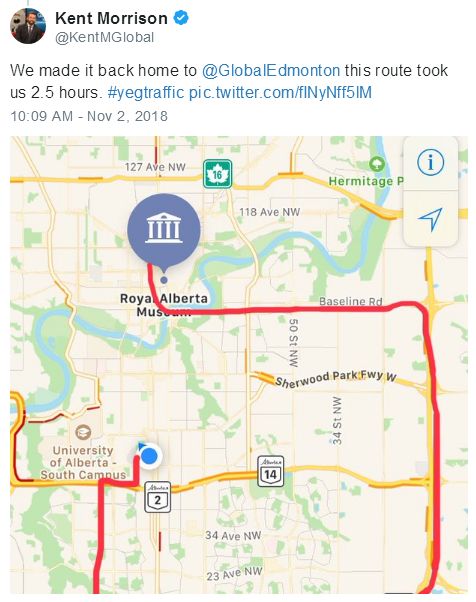 Kent Morrison
@KentMGlobal
We made it back home to @GlobalEdmonton this route took
us 2.5 hours. #yegtraffic pic.twitter.com/flNyNff5lM
10:09 AM - Nov 2, 2018
127 Ave NW
16
Hermitage P
118 Ave NW
Royal Alberta
Museum
Baseline Rd
50 St NW
Sherwood Park Fwy W
34 St NW
University
of Alberta -
South Campus
Alberta
14
Alberta
2
34 Ave NW
23 Ave NW